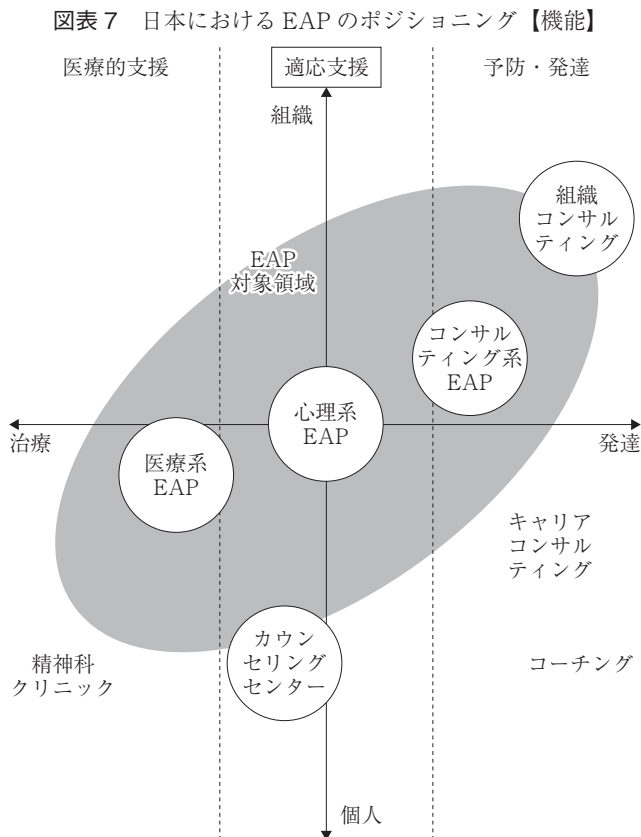 図表7 日本における EAP のポジショニング【機能】
医療的支援
適応支援
予防・発達
組織
組織
コンサル
ティング
EAP
対象領域
コンサル
ティング系
EAP
心理系
EAP
治療
発達
医療系
EAP
キャリア
コンサル
ティング
カウン
セリング
センター
精神科
クリニック
コーチング
個人